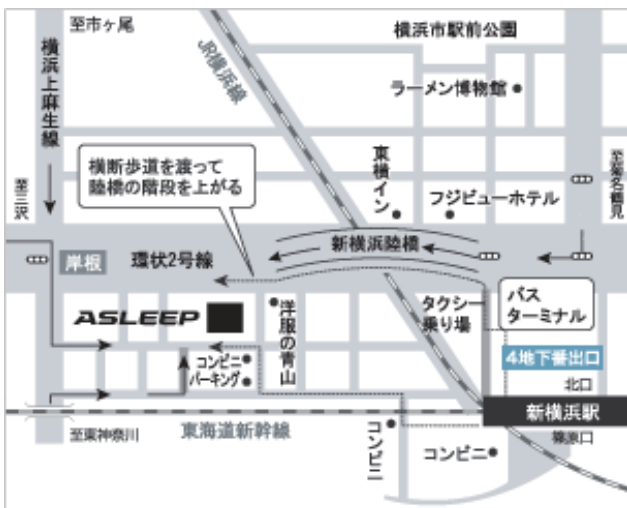 至市ヶ尾
横浜上麻生線
JR横浜線
横浜市駅前公園
ラーメン博物館
横断歩道を渡って
陸橋の階段を上がる
東横イン
フジビューホテル
至三沢
至菊名鶴見
岸根
環状2号線
新横浜陸橋
ASLEEP
洋服の青山
タクシー
乗り場
バス
ターミナル
4地下番出口
コンビニ
パーキング
北口
新横浜駅
篠原口
至東神奈川
東海道新幹線
コンビニ
コンビニ